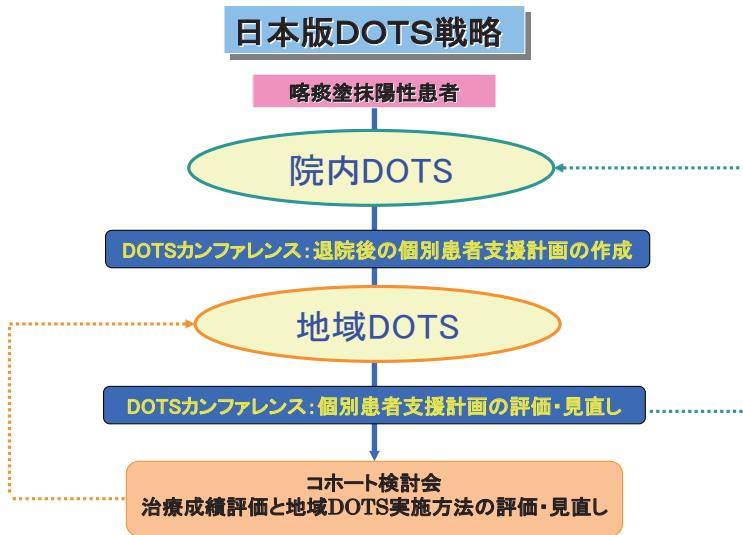 日本版DOTS戦略
喀痰塗抹陽性患者
院内DOTS
DOTSカンファレンス：退院後の個別患者支援計画の作成
地域DOTS
DOTSカンファレンス：個別患者支援計画の評価・見直し
コホート検討会
治療成績評価と地域DOTS実施方法の評価・見直し